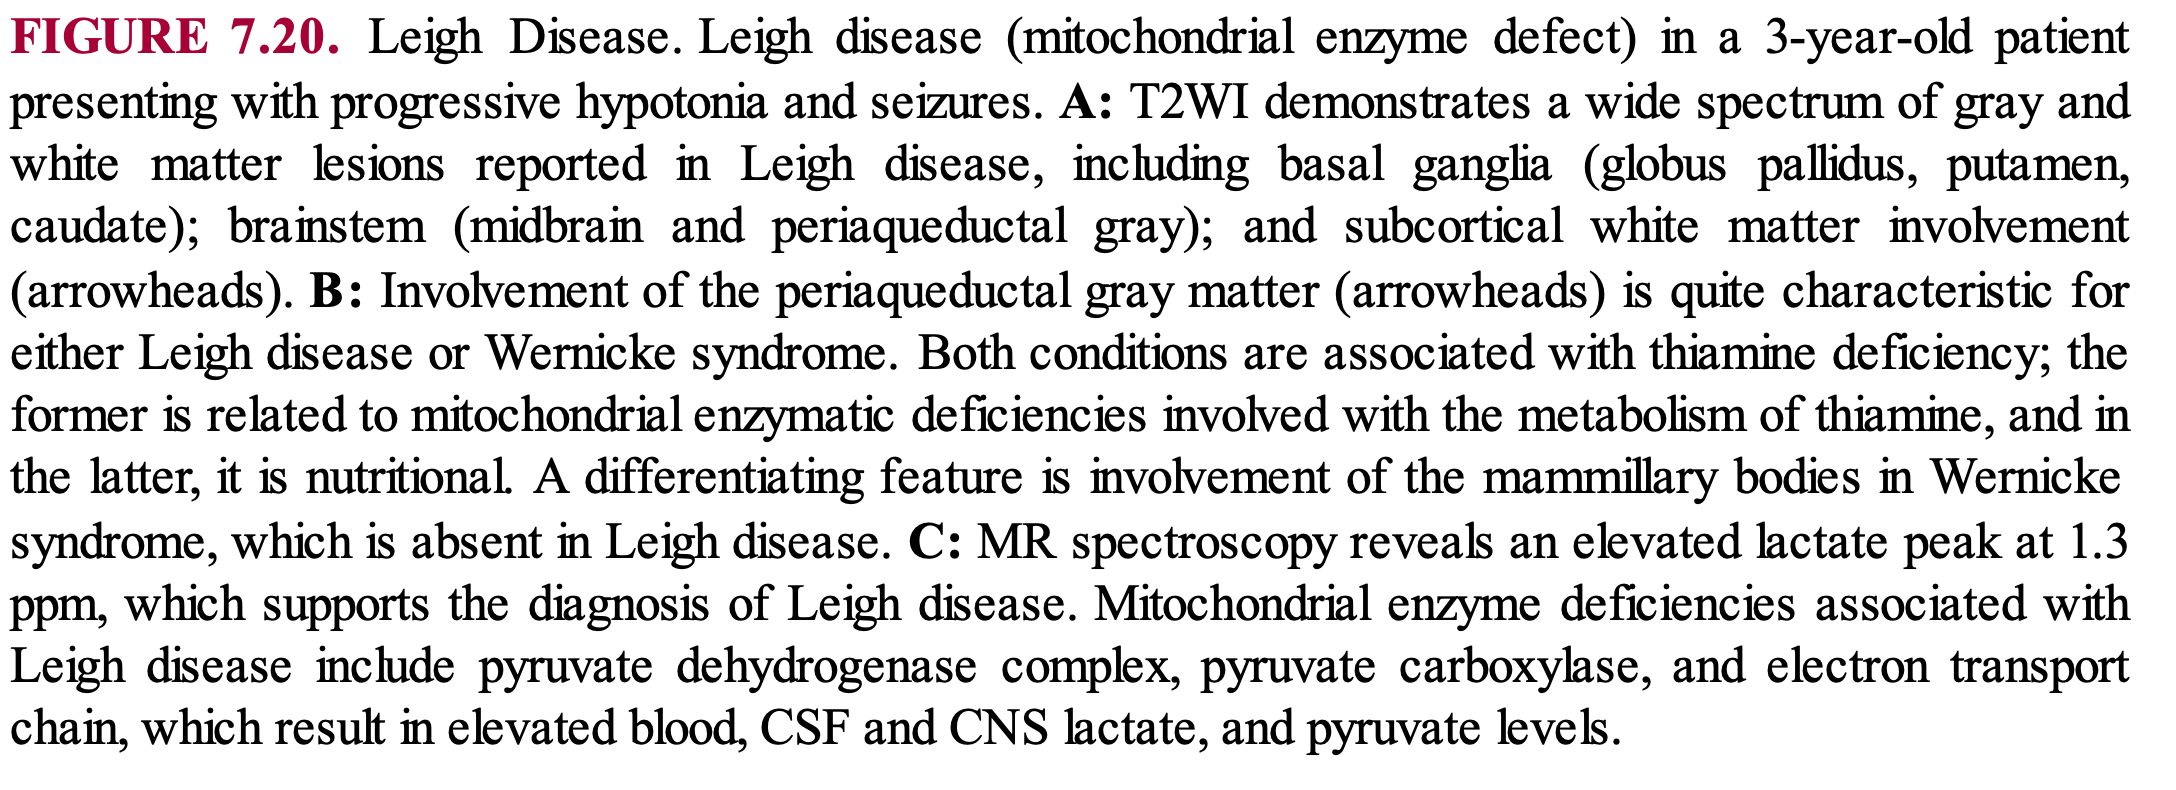 FIGURE 7.20. Leigh Disease. Leigh disease (mitochondrial enzyme defect) in a 3-year-old patient
presenting with progressive hypotonia and seizures. A: T2WI demonstrates a wide spectrum of gray and
white matter lesions reported in Leigh disease, including basal ganglia (globus pallidus, putamen,
caudate); brainstem (midbrain and periaqueductal gray); and subcortical white matter involvement
(arrowheads). B: Involvement of the periaqueductal gray matter (arrowheads) is quite characteristic for
either Leigh disease or Wernicke syndrome. Both conditions are associated with thiamine deficiency; the
former is related to mitochondrial enzymatic deficiencies involved with the metabolism of thiamine, and in
the latter, it is nutritional. A differentiating feature is involvement of the mammillary bodies in Wernicke
syndrome, which is absent in Leigh disease. C: MR spectroscopy reveals an elevated lactate peak at 1.3
ppm, which supports the diagnosis of Leigh disease. Mitochondrial enzyme deficiencies associated with
Leigh disease include pyruvate dehydrogenase complex, pyruvate carboxylase, and electron transport
chain, which result in elevated blood, CSF and CNS lactate, and pyruvate levels.